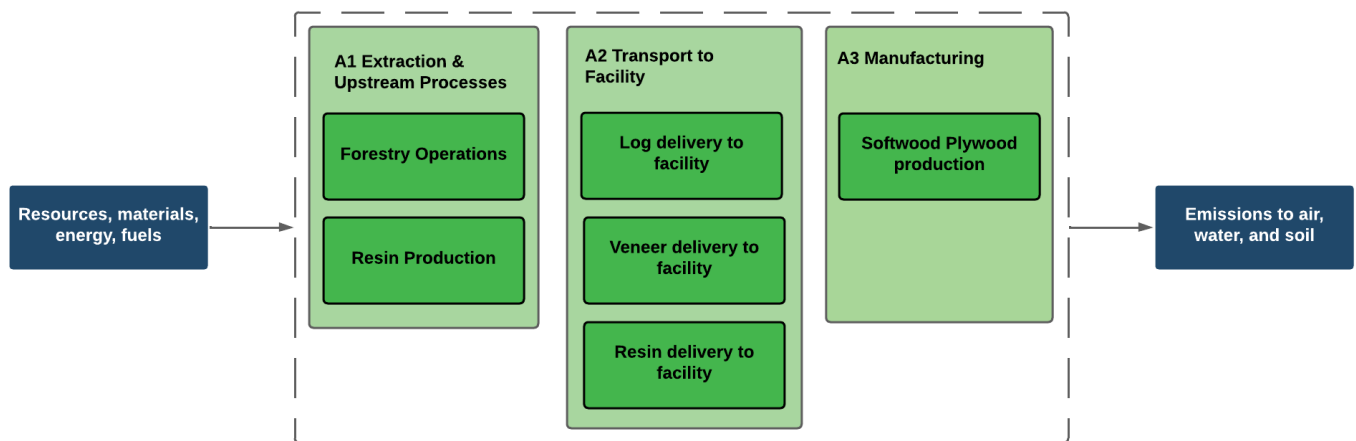 Resources, materials,
energy, fuels
A1 Extraction &
Upstream Processes
Forestry Operations
Resin Production
A2 Transport to
Facility
Log delivery to
facility
Veneer delivery to
facility
Resin delivery to
facility
A3 Manufacturing
Softwood Plywood
production
Emissions to air,
water, and soil